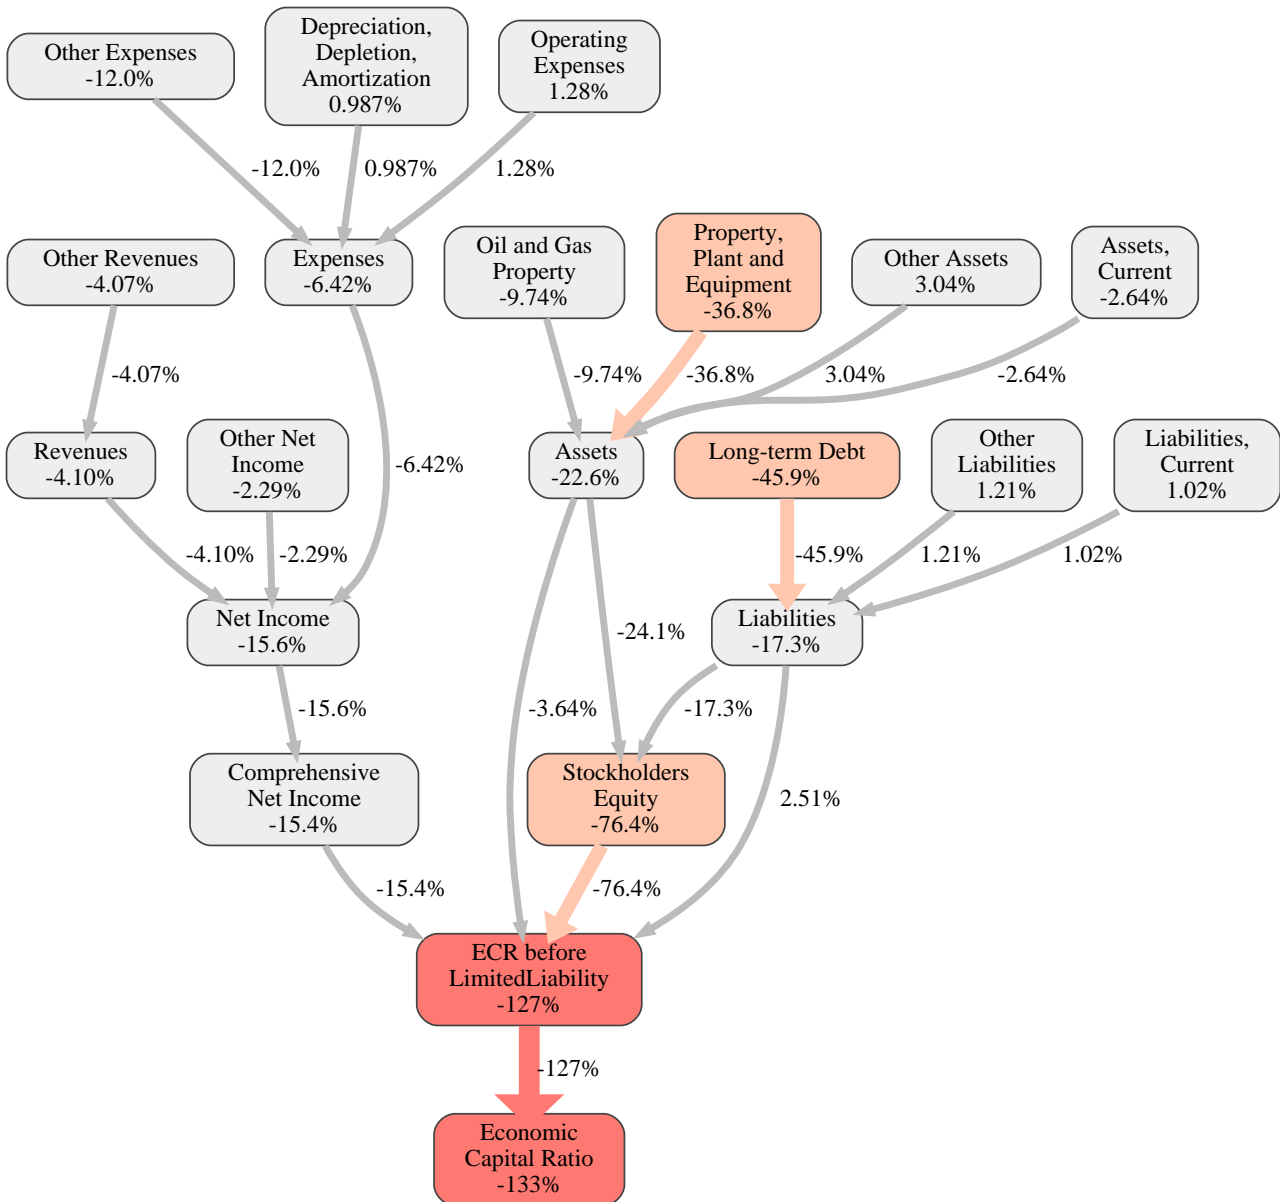 Other Expenses
-12.0%
Depreciation,
Depletion,
Amortization
0.987%
Operating
Expenses
1.28%
-12.0%
0.987%
1.28%
Other Revenues
-4.07%
Expenses
-6.42%
Oil and Gas
Property
-9.74%
Property,
Plant and
Equipment
-36.8%
Other Assets
3.04%
Assets,
Current
-2.64%
-4.07%
-9.74%
-36.8%
3.04%
-2.64%
Revenues
-4.10%
Other Net
Income
-2.29%
-6.42%
Assets
-22.6%
Long-term Debt
-45.9%
Other
Liabilities
1.21%
Liabilities,
Current
1.02%
-4.10%
-2.29%
-45.9%
1.21%
1.02%
Net Income
-15.6%
-24.1%
Liabilities
-17.3%
-15.6%
-3.64%
-17.3%
Comprehensive
Net Income
-15.4%
Stockholders
Equity
-76.4%
2.51%
-15.4%
-76.4%
ECR before
LimitedLiability
-127%
-127%
Economic
Capital Ratio
-133%